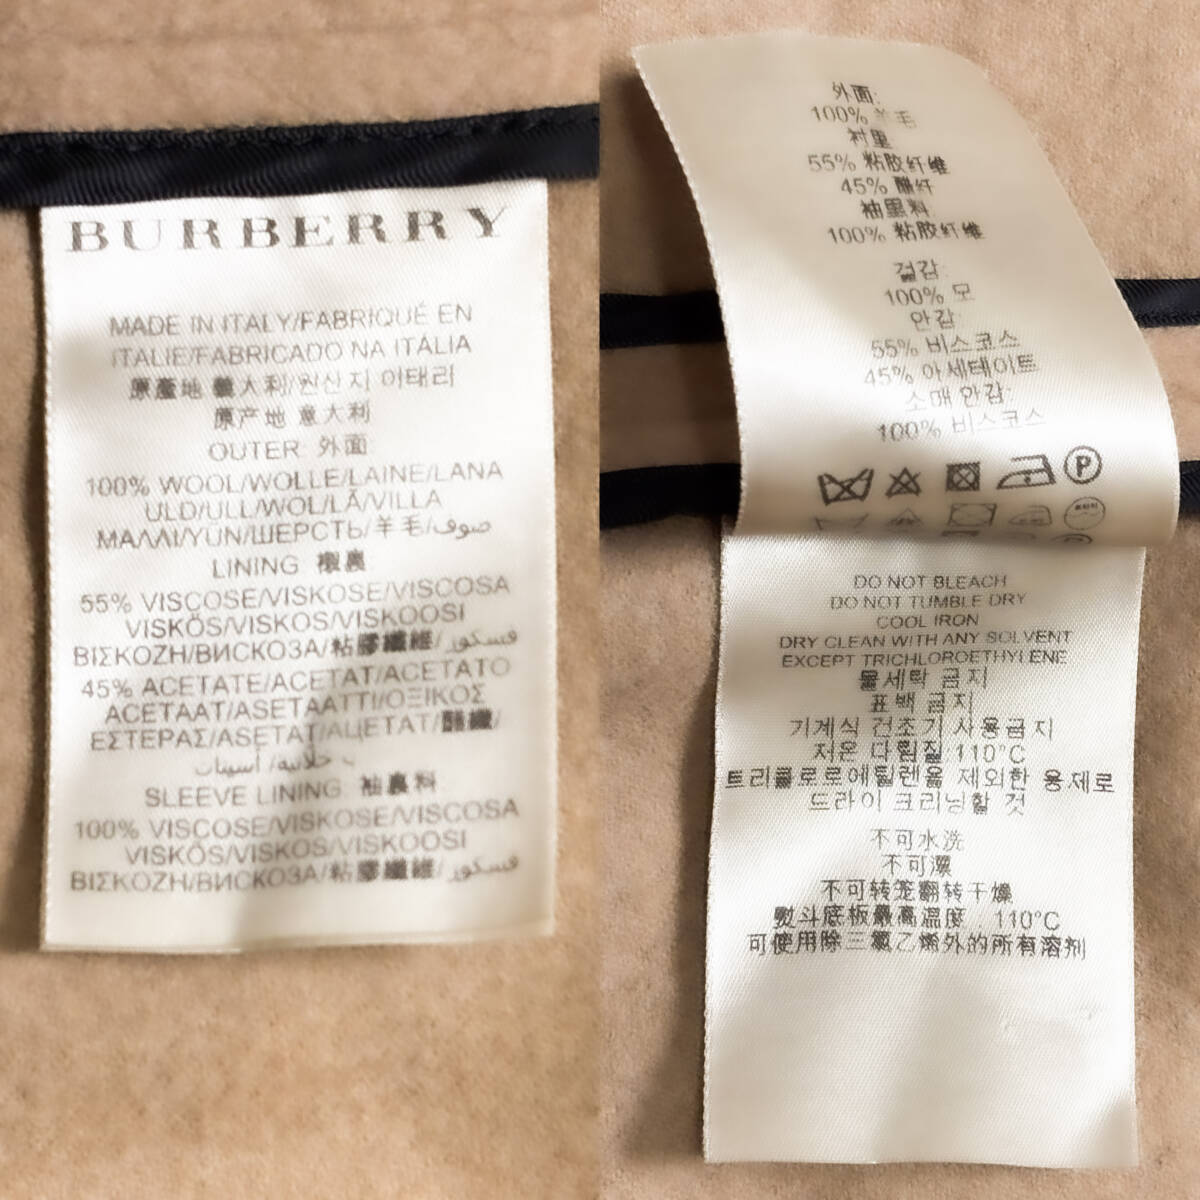 BURBERRY
MADE IN ITALY/FABRIQUÉ EN
ITALIE/FABRICADO NA ITÁLIA
原產地 義大利/원산지 이태리
原产地 意大利
OUTER 外面
100% WOOL/WOLLE/LAINE/LANA
ULD/ULL/WOL/LÃ/VILLA
ΜΑΛΛΙ/YÜN/ШЕРСТЬ/羊毛/صوف
LINING 襯裏
55% VISCOSE/VISKOSE/VISCOSA
VISKÓS/VISKOS/VISKOOSI
ΒΙΣΚΟΖΗ/ВИСКОЗА/粘膠纖維/فسكوز
45% ACETATE/ACETAT/ACETATO
ACETAAT/ASETAATTI/ΟΞΙΚΟΣ
ΕΣΤΕΡΑΣ/ASETAT/АЦЕТАТ/醋纖/
SLEEVE LINING 袖裏料
100% VISCOSE/VISKOSE/VISCOSA
VISKÓS/VISKOS/VISKOOSI
ΒΙΣΚΟΖΗ/ВИСКОЗА/粘膠纖維/فسكوز
外面:
100% 羊毛
衬里
55% 粘胶纤维
45% 醋纤
袖里料
100% 粘胶纤维
겉감:
100% 모
안감:
55% 비스코스
45% 아세테이트
소매 안감:
100% 비스코스
P
DO NOT BLEACH
DO NOT TUMBLE DRY
COOL IRON
DRY CLEAN WITH ANY SOLVENT
EXCEPT TRICHLOROETHYLENE
물세탁 금지
표백 금지
기계식 건조기 사용금지
저온 다림질 110°C
트리클로로에틸렌을 제외한 용제로
드라이 크리닝할 것
不可水洗
不可漂
不可转笼翻转干燥
熨斗底板最高温度 110°C
可使用除三氯乙烯外的所有溶剂